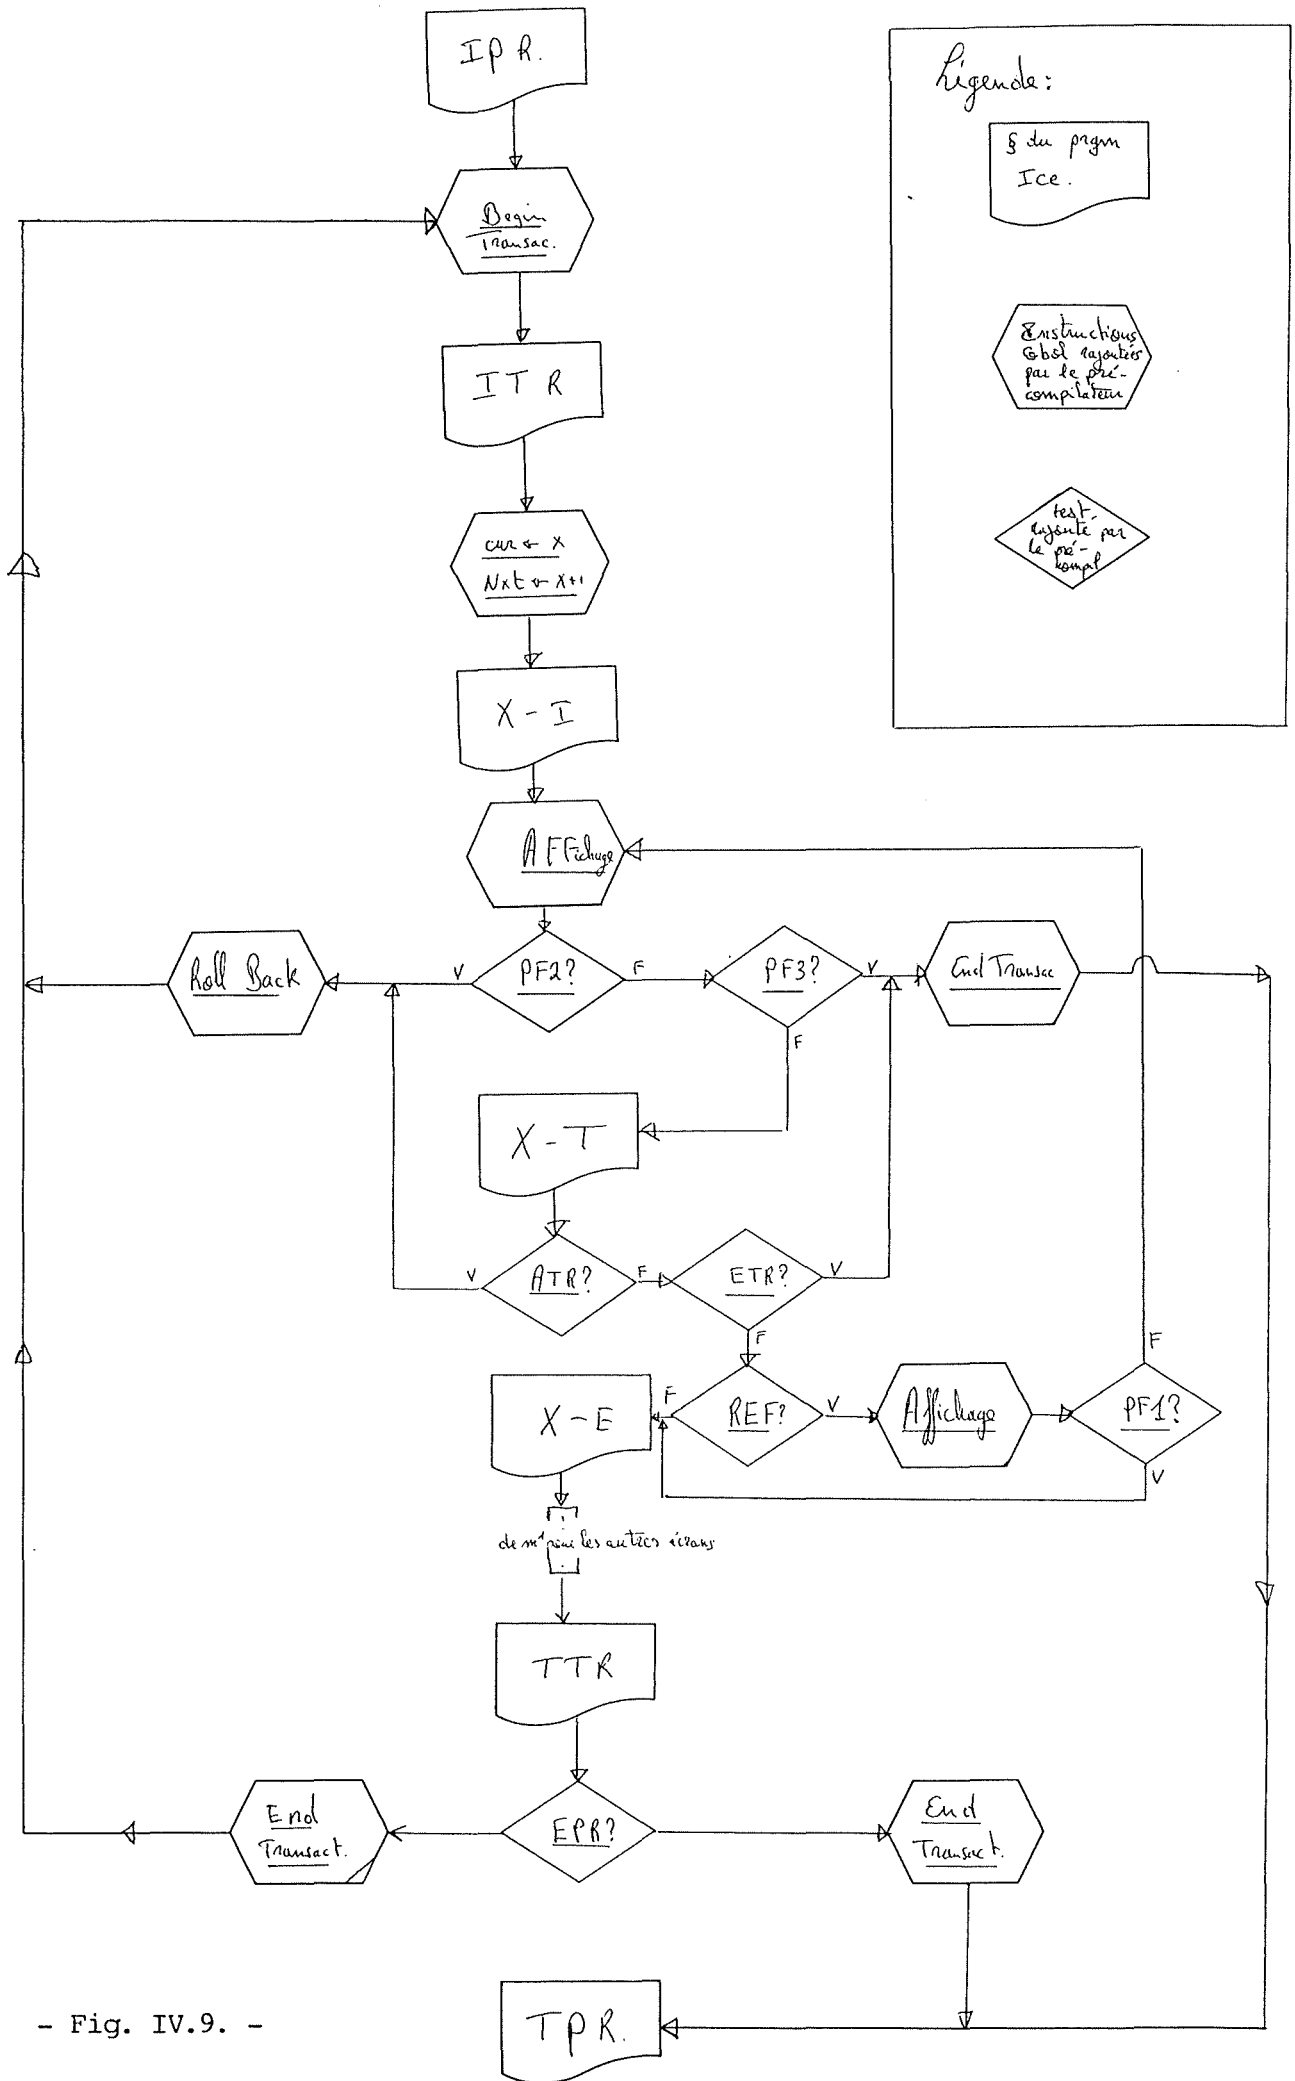 IPR.
Légende:
§ du prgm
Ice.
Begin
Transac.
Instructions
Cobol rajoutées
par le pré-
compilateur
ITR
test
rajouté par
le pré-
compil
cur ← X
Nxt ← X+1
X-I
AFFichage
Roll Back
V
PF2?
F
PF3?
V
End Transac
F
X-T
V
ATR?
F
ETR?
V
F
F
X-E
F
REF?
V
Affichage
PF1?
V
de m^ pour les autres écrans
TTR
End
Transact.
EPR?
End
Transact.
TPR.
- Fig. IV.9. -